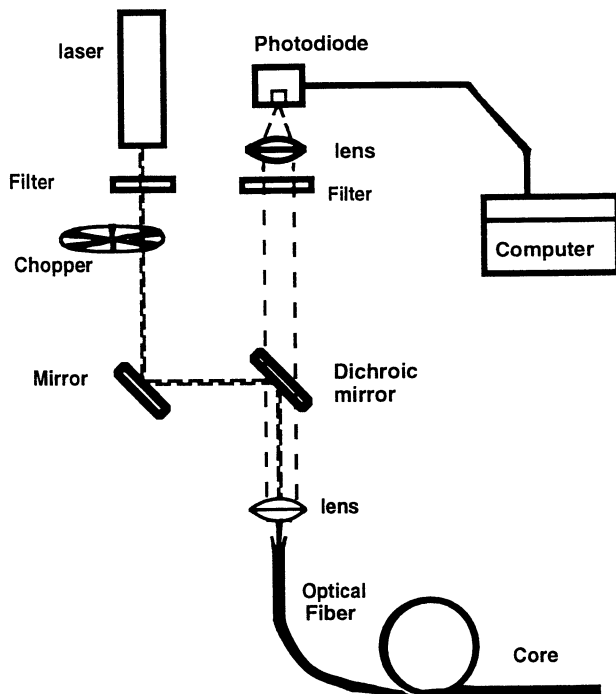 laser
Photodiode
lens
Filter
Filter
Computer
Chopper
Mirror
Dichroic
mirror
lens
Optical
Fiber
Core